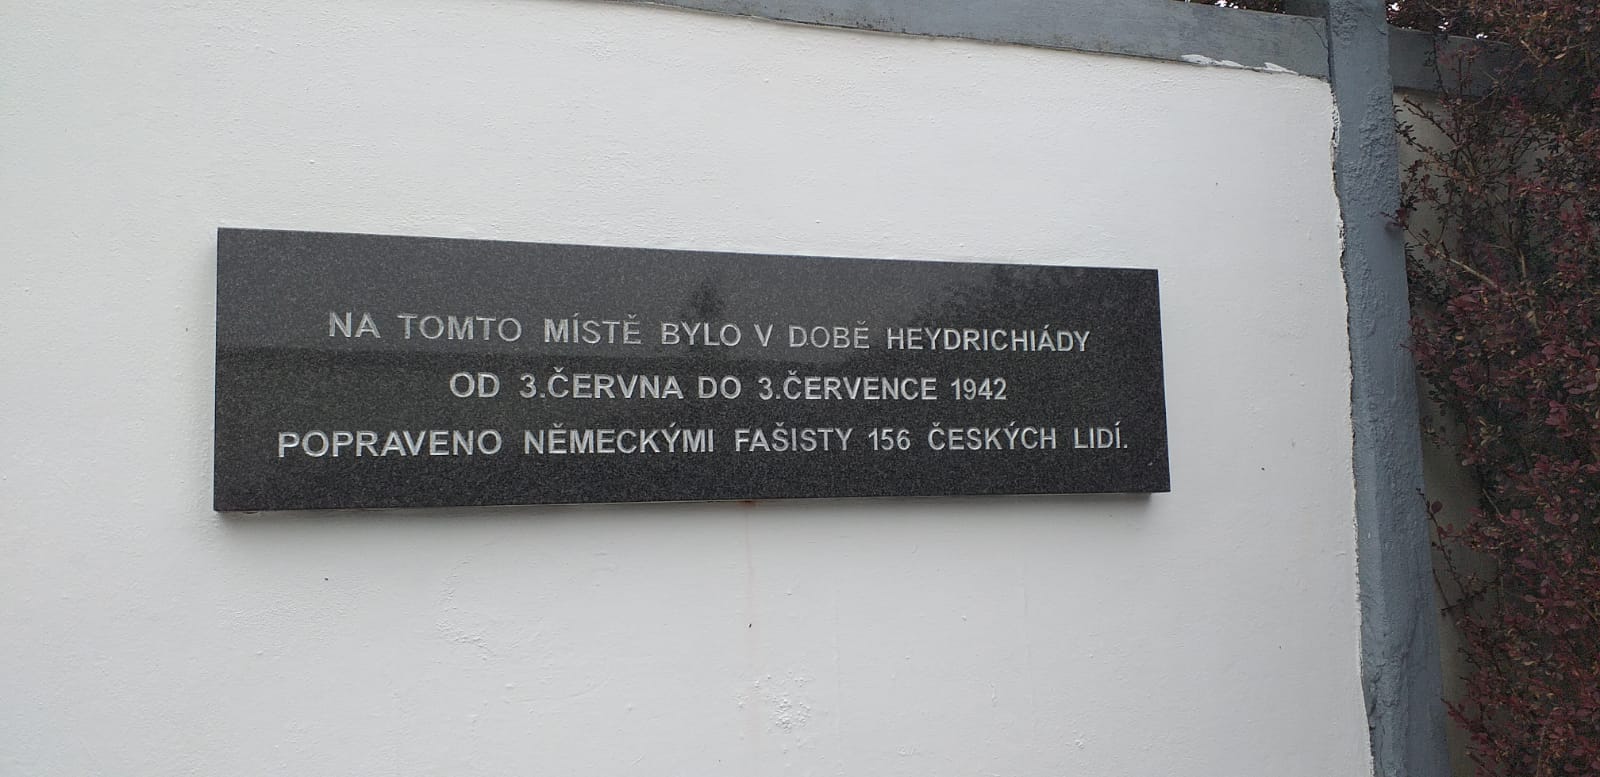 NA TOMTO MÍSTĚ BYLO V DOBĚ HEYDRICHIÁDY
OD 3.ČERVNA DO 3.ČERVENCE 1942
POPRAVENO NĚMECKÝMI FAŠISTY 156 ČESKÝCH LIDÍ.